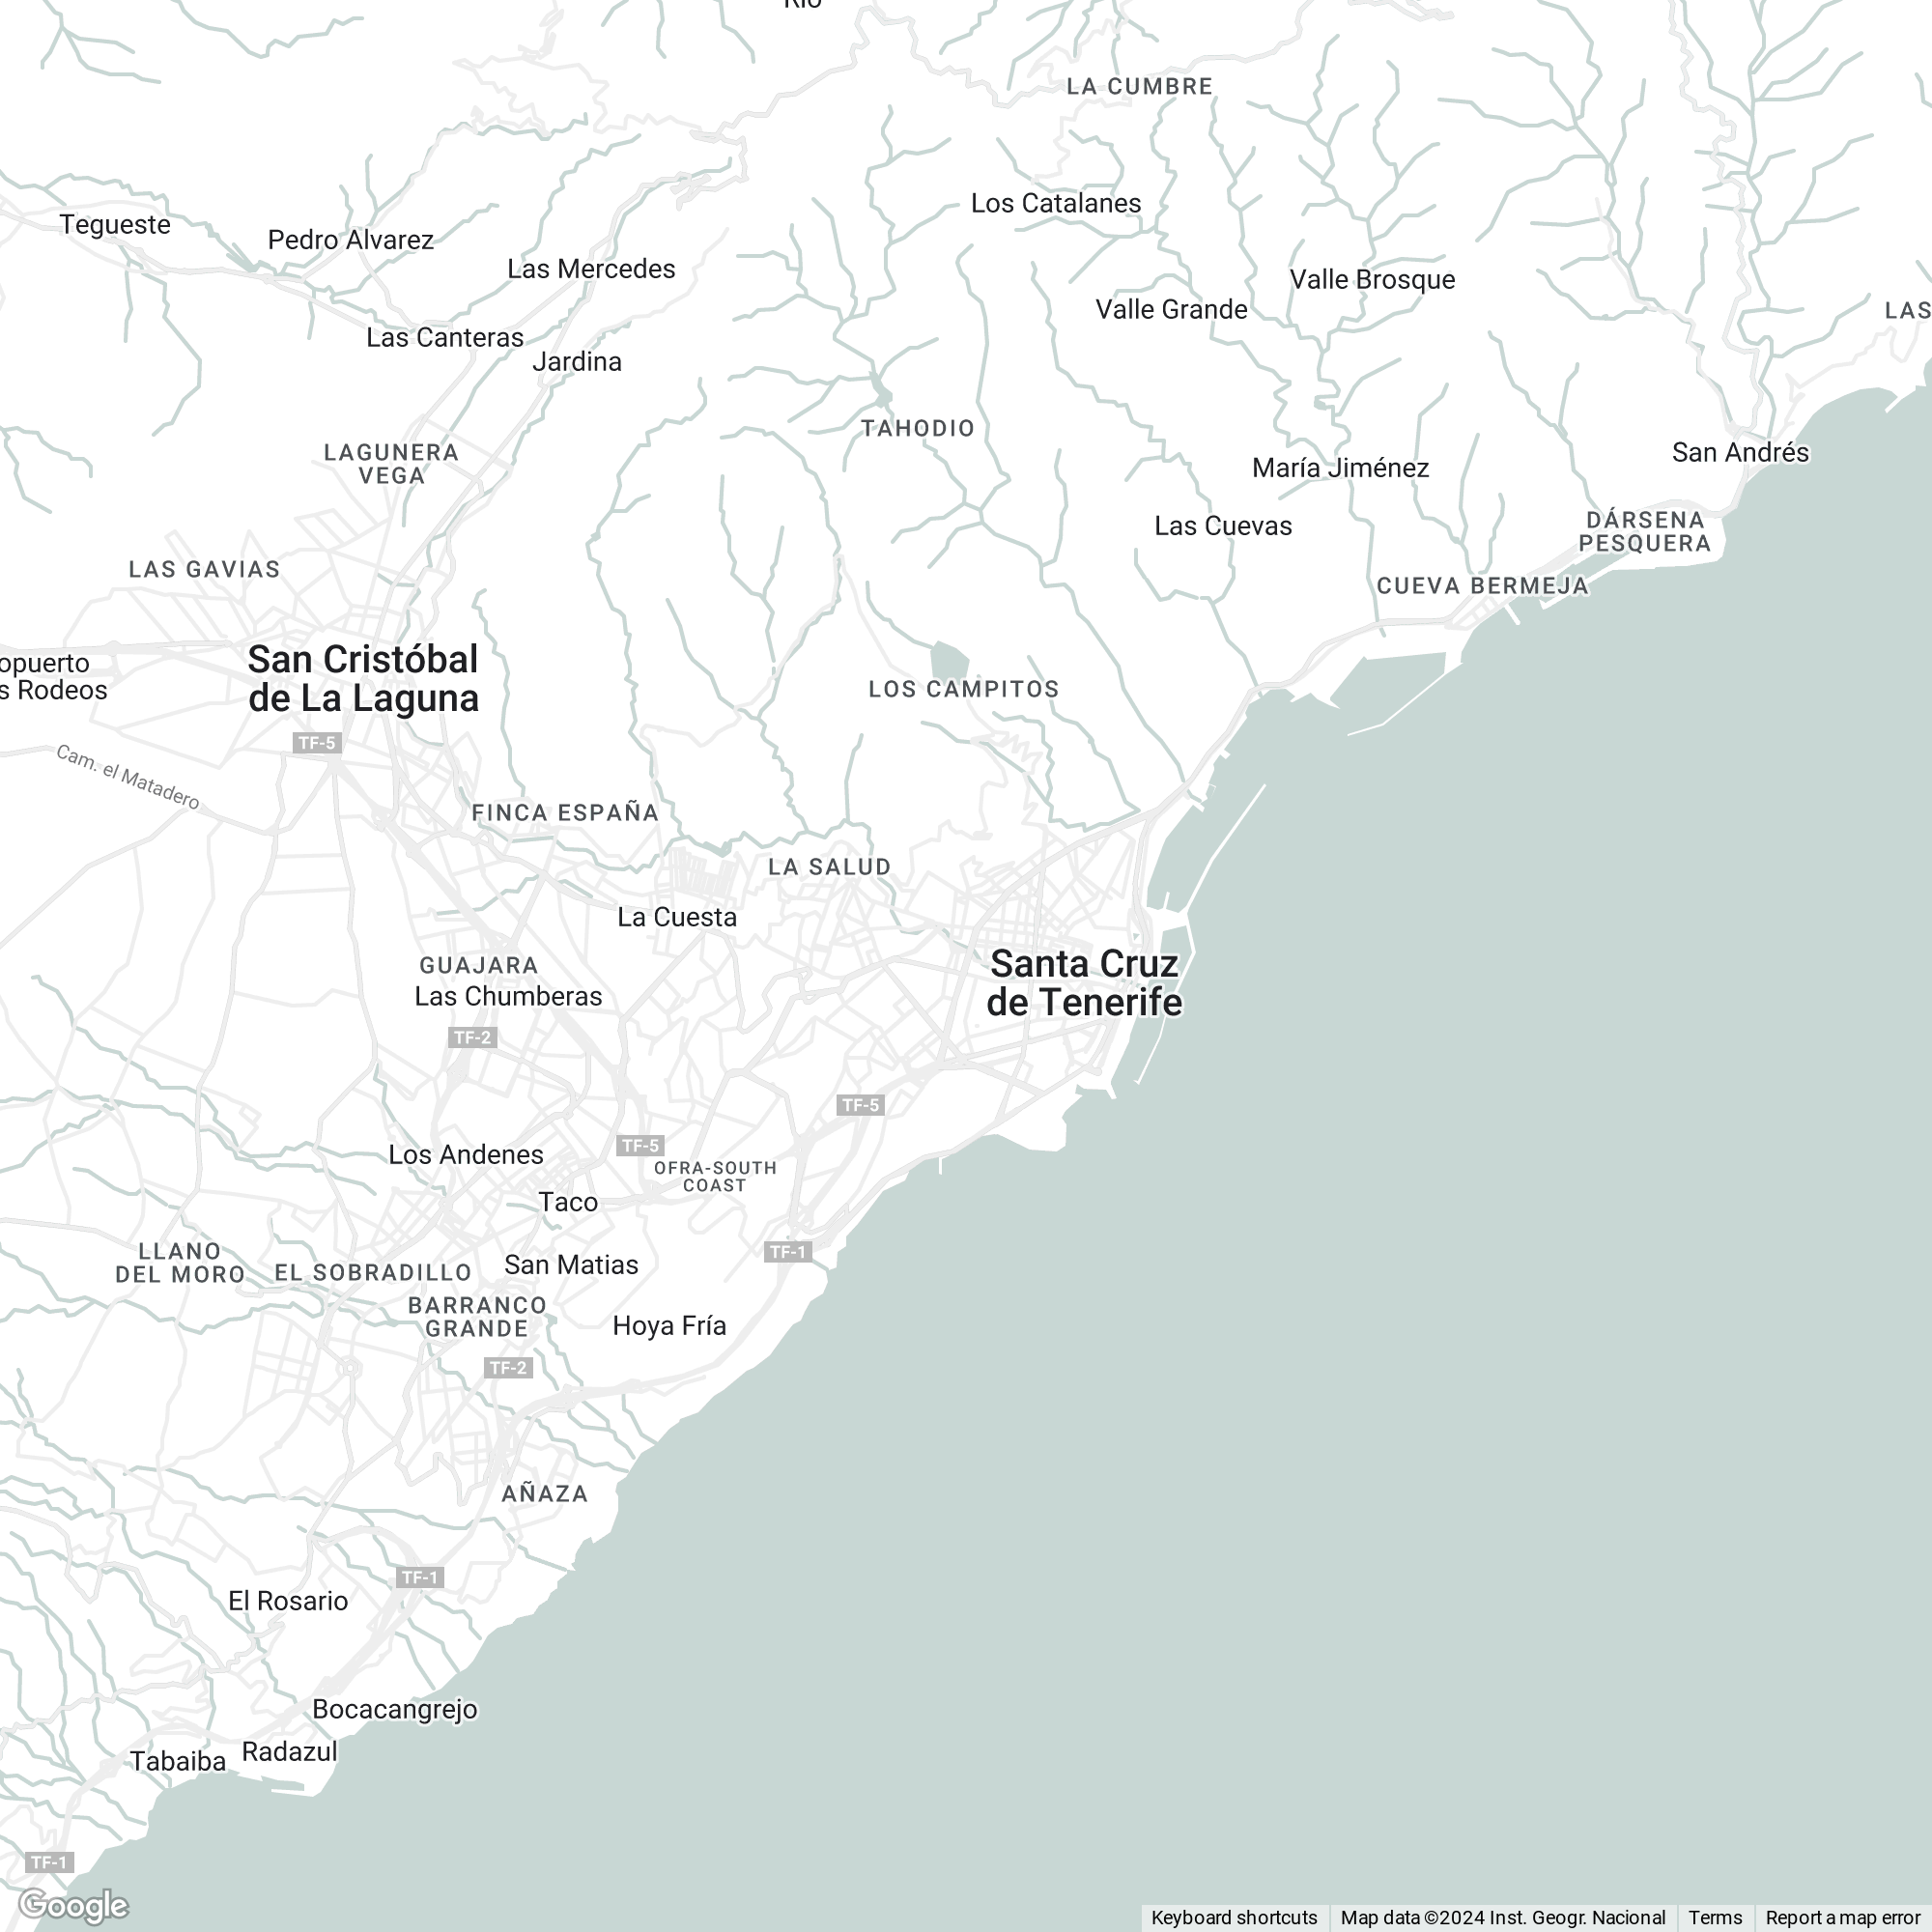 Río
LA CUMBRE
Los Catalanes
Tegueste
Pedro Alvarez
Las Mercedes
Valle Brosque
Valle Grande
LAS
Las Canteras
Jardina
TAHODIO
LAGUNERA
VEGA
María Jiménez
San Andrés
Las Cuevas
DÁRSENA
PESQUERA
LAS GAVIAS
CUEVA BERMEJA
San Cristóbal
de La Laguna
opuerto
s Rodeos
LOS CAMPITOS
TF-5
Cam. el Matadero
FINCA ESPAÑA
LA SALUD
La Cuesta
GUAJARA
Las Chumberas
Santa Cruz
de Tenerife
TF-2
TF-5
TF-5
Los Andenes
OFRA-SOUTH
COAST
Taco
LLANO
DEL MORO
EL SOBRADILLO
San Matias
TF-1
BARRANCO
GRANDE
Hoya Fría
TF-2
AÑAZA
TF-1
El Rosario
Bocacangrejo
Radazul
Tabaiba
TF-1
Google
Keyboard shortcuts
Map data ©2024 Inst. Geogr. Nacional
Terms
Report a map error